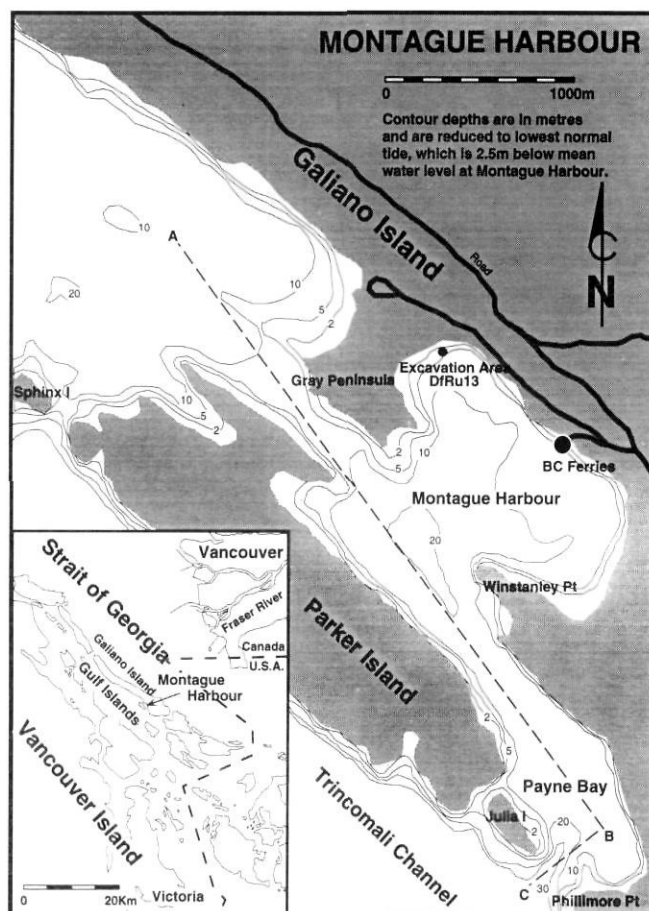 MONTAGUE HARBOUR
0 1000m
Contour depths are in metres
and are reduced to lowest normal
tide, which is 2.5m below mean
water level at Montague Harbour.
Galiano Island
Road
N
A
10
20
10
5
2
Sphinx I
10
5
2
Gray Peninsula
Excavation Area
DfRu13
2
5
10
BC Ferries
Montague Harbour
20
Winstanley Pt
Parker Island
2
5
Payne Bay
Julia I
2
20
B
10
C
30
Phillimore Pt
Trincomali Channel
Vancouver
Strait of Georgia
Fraser River
Canada
U.S.A.
Galiano Island
Gulf Islands
Montague
Harbour
Vancouver Island
Victoria
0 20Km